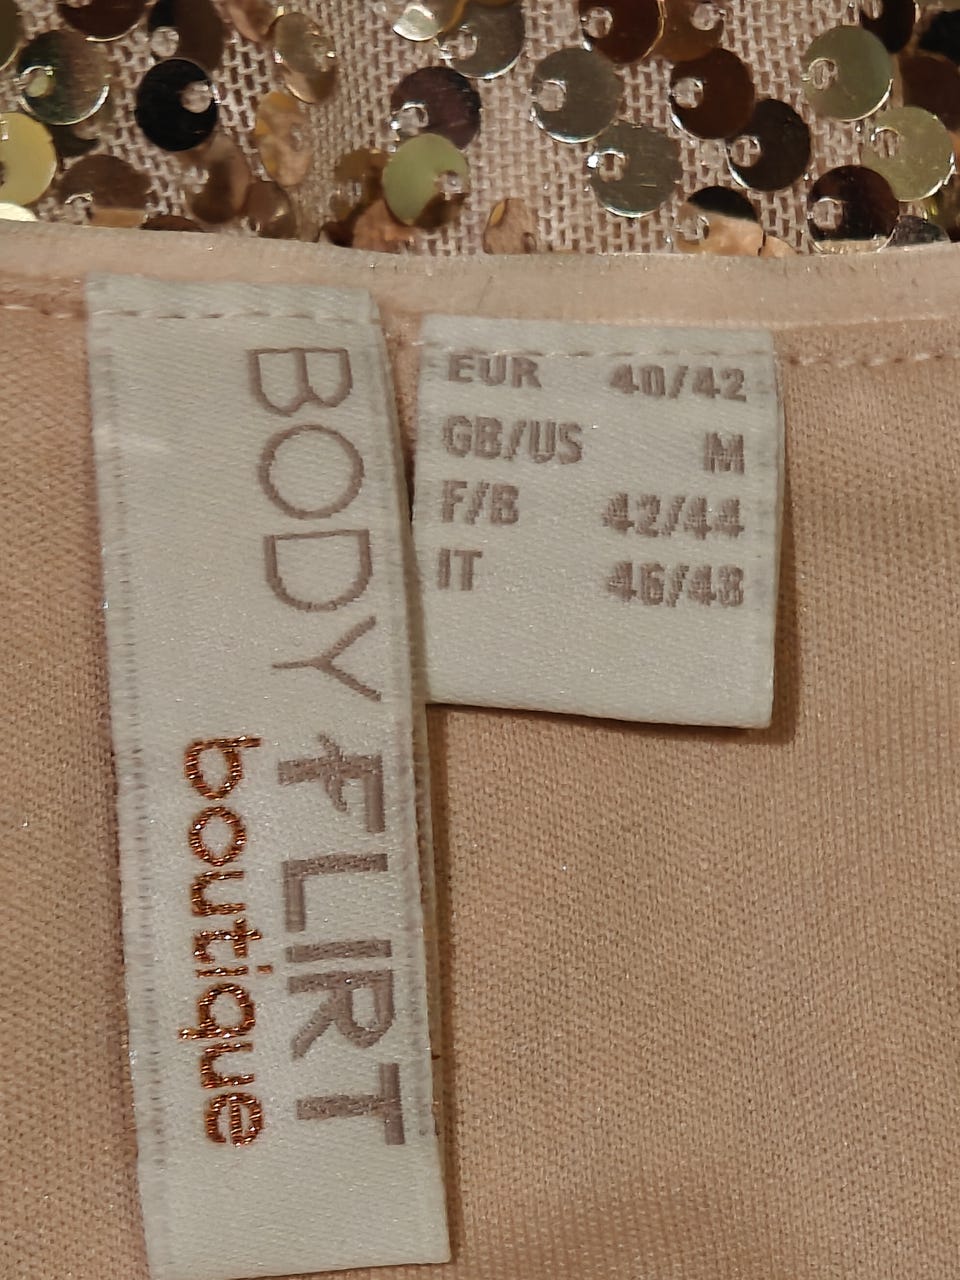 BODY FLIRT
boutique
EUR 40/42
GB/US M
F/B 42/44
IT 46/48